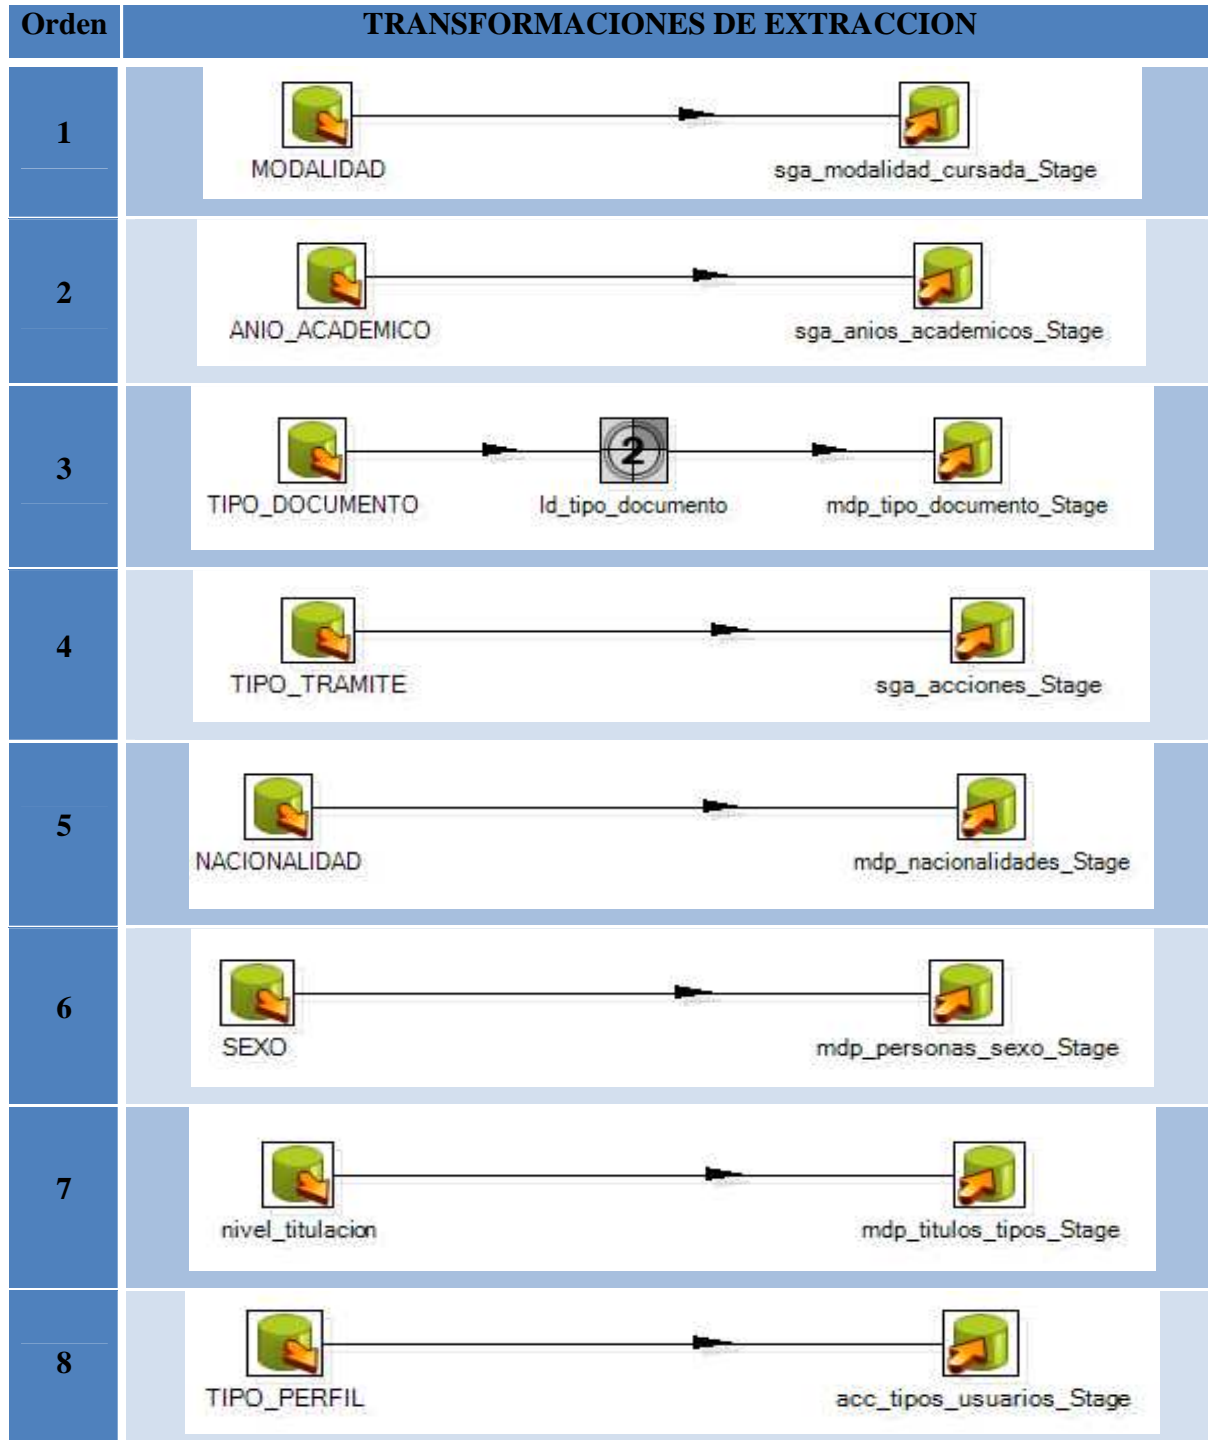 Orden TRANSFORMACIONES DE EXTRACCION
1
MODALIDAD sga_modalidad_cursada_Stage
2
ANIO_ACADEMICO sga_anios_academicos_Stage
3
2
TIPO_DOCUMENTO Id_tipo_documento mdp_tipo_documento_Stage
4
TIPO_TRAMITE sga_acciones_Stage
5
NACIONALIDAD mdp_nacionalidades_Stage
6
SEXO mdp_personas_sexo_Stage
7
nivel_titulacion mdp_titulos_tipos_Stage
8
TIPO_PERFIL acc_tipos_usuarios_Stage